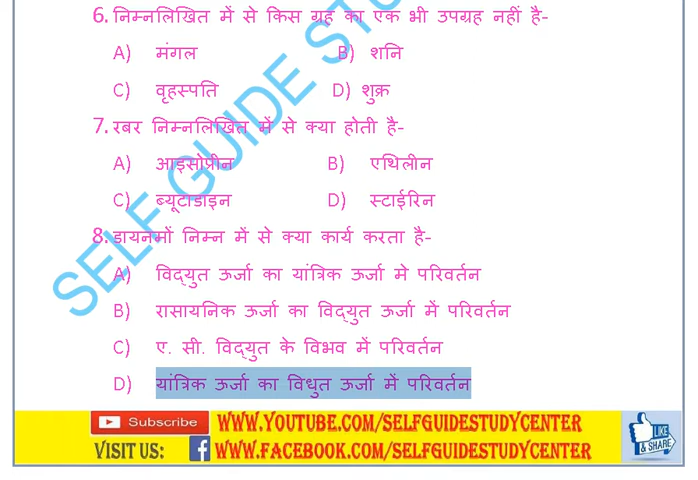 6. निम्नलिखित में से किस ग्रह का एक भी उपग्रह नहीं है-
A) मंगल B) शनि
C) वृहस्पति D) शुक्र
7. रबर निम्नलिखित में से क्या होती है-
A) आइसोप्रीन B) एथिलीन
C) ब्यूटाडाइन D) स्टाईरिन
8. डायनमों निम्न में से क्या कार्य करता है-
A) विद्युत ऊर्जा का यांत्रिक ऊर्जा मे परिवर्तन
B) रासायनिक ऊर्जा का विद्युत ऊर्जा में परिवर्तन
C) ए. सी. विद्युत के विभव में परिवर्तन
D) यांत्रिक ऊर्जा का विधुत ऊर्जा में परिवर्तन
SELF GUIDE STU
Subscribe WWW.YOUTUBE.COM/SELFGUIDESTUDYCENTER
VISIT US: f WWW.FACEBOOK.COM/SELFGUIDESTUDYCENTER
LIKE
& SHARE